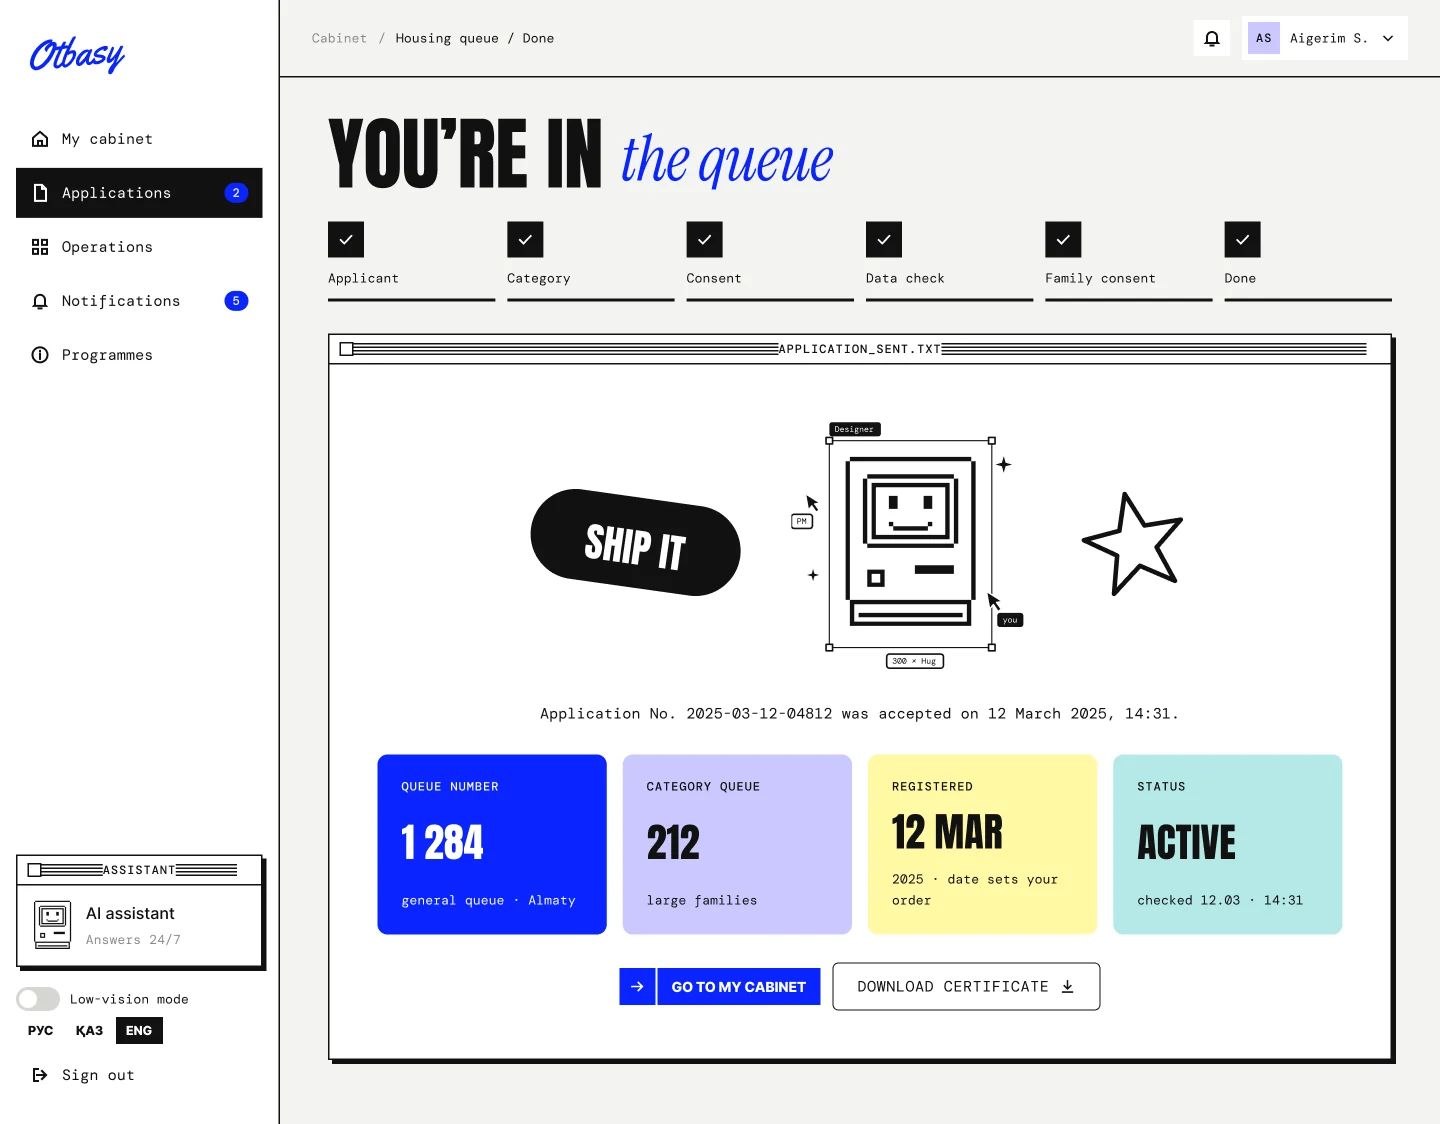 Otbasy
My cabinet
Applications 2
Operations
Notifications 5
Programmes
ASSISTANT
AI assistant
Answers 24/7
Low-vision mode
РУС ҚАЗ ENG
Sign out
Cabinet / Housing queue / Done
AS Aigerim S.
YOU’RE IN the queue
Applicant
Category
Consent
Data check
Family consent
Done
APPLICATION_SENT.TXT
SHIP IT
Designer
PM
you
300 × Hug
Application No. 2025-03-12-04812 was accepted on 12 March 2025, 14:31.
QUEUE NUMBER
1 284
general queue · Almaty
CATEGORY QUEUE
212
large families
REGISTERED
12 MAR
2025 · date sets your
order
STATUS
ACTIVE
checked 12.03 · 14:31
GO TO MY CABINET
DOWNLOAD CERTIFICATE